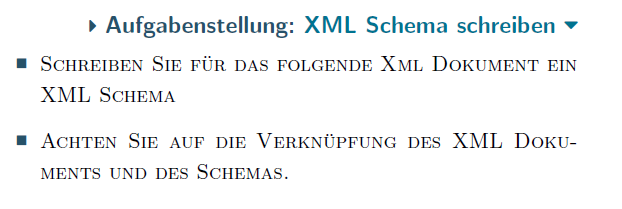 Aufgabenstellung: XML Schema schreiben
Schreiben Sie für das folgende Xml Dokument ein
XML Schema
Achten Sie auf die Verknüpfung des XML Doku-
ments und des Schemas.